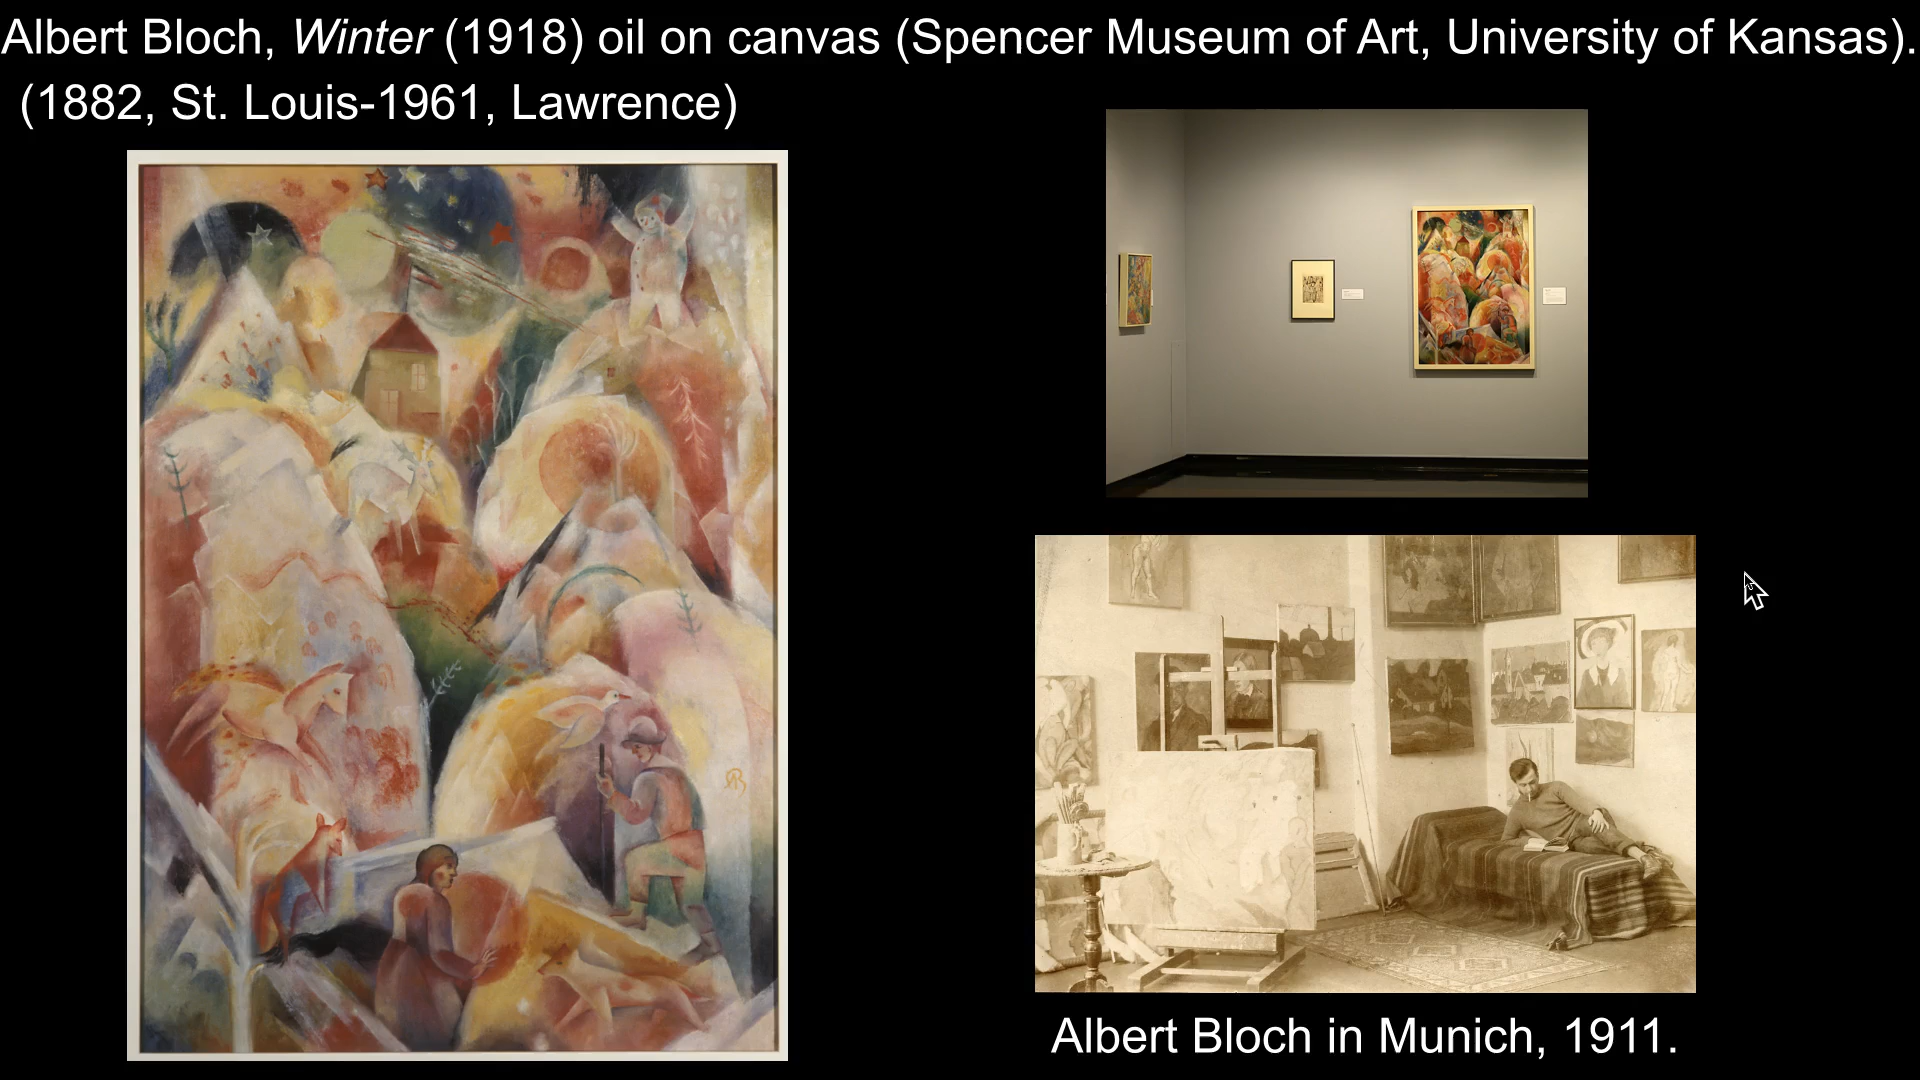 Albert Bloch, Winter (1918) oil on canvas (Spencer Museum of Art, University of Kansas).
(1882, St. Louis-1961, Lawrence)
Albert Bloch in Munich, 1911.